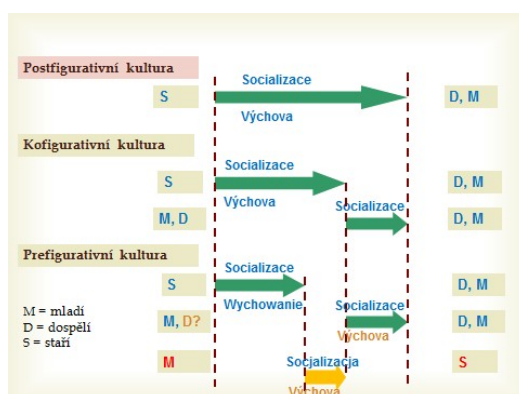 Postfigurativní kultura
Socializace
S
D, M
Výchova
Kofigurativní kultura
Socializace
S
D, M
Výchova
Socializace
M, D
D, M
Prefigurativní kultura
Socializace
S
D, M
Wychowanie
Socializace
M = mladí
D = dospělí
S = staří
M, D?
D, M
Výchova
Socjalizacja
M
S
Výchova